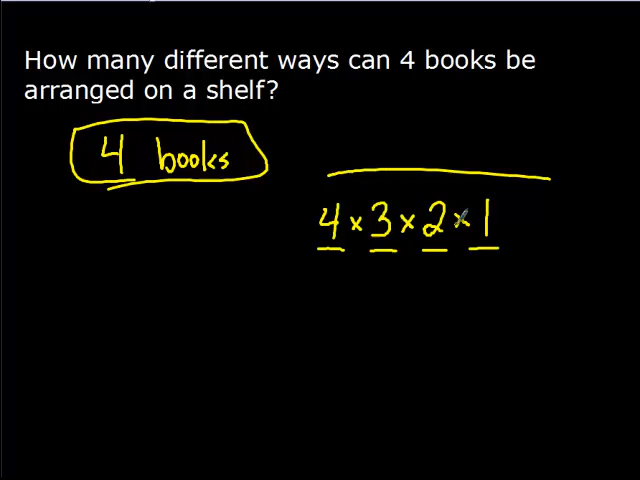 How many different ways can 4 books be
arranged on a shelf?
4 books
4 × 3 × 2 × 1